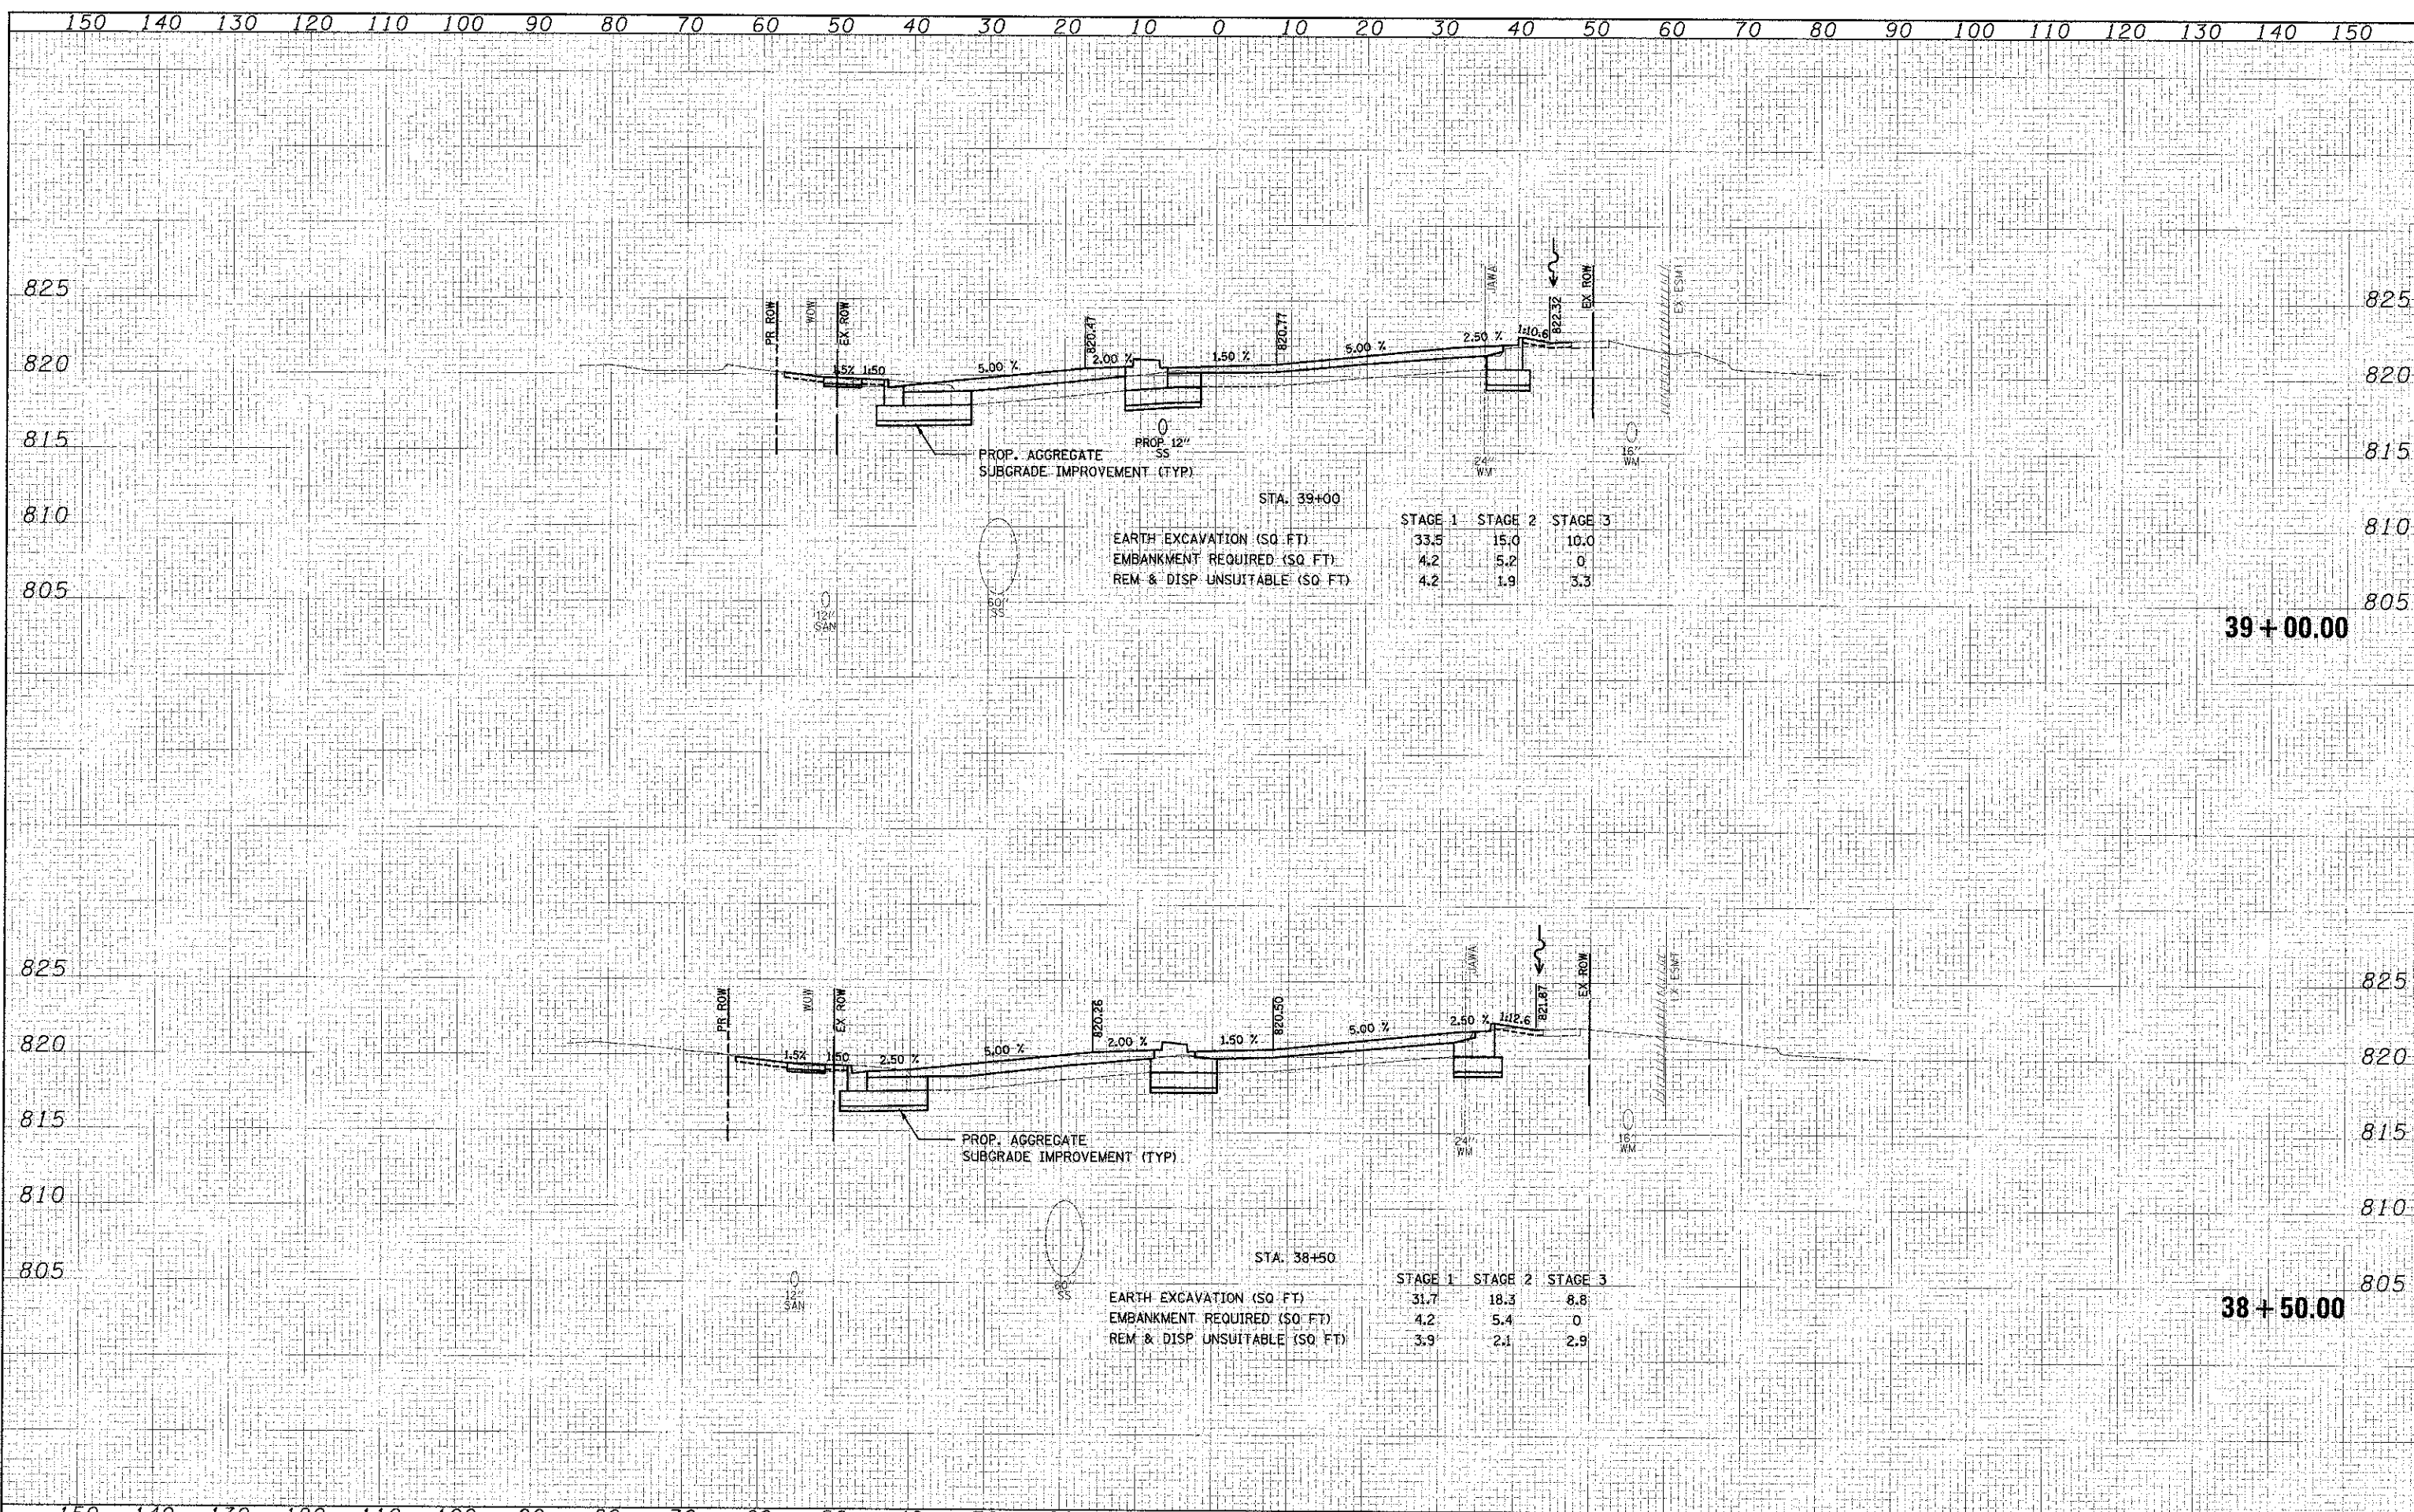 150 140 130 120 110 100 90 80 70 60 50 40 30 20 10 0 10 20 30 40 50 60 70 80 90 100 110 120 130 140 150
825 825
820 820
815 815
810 810
805 805
PR ROW
WOW
EX ROW
820.47
820.77
JAWA
822.32
EX ROW
EX ESMT
1.5% 1:50 5.00 % 2.00 % 1.50 % 5.00 % 2.50 % 1:10.6
PROP. AGGREGATE
SUBGRADE IMPROVEMENT (TYP)
PROP 12"
SS
24"
WM
16"
WM
60"
SS
12"
SAN
STA. 39+00
STAGE 1 STAGE 2 STAGE 3
EARTH EXCAVATION (SQ FT) 33.5 15.0 10.0
EMBANKMENT REQUIRED (SQ FT) 4.2 5.2 0
REM & DISP UNSUITABLE (SQ FT) 4.2 1.9 3.3
39+00.00
825 825
820 820
815 815
810 810
805 805
PR ROW
WOW
EX ROW
820.26
820.50
JAWA
821.87
EX ROW
EX ESMT
1.5% 1:50 2.50 % 5.00 % 2.00 % 1.50 % 5.00 % 2.50 % 1:12.6
PROP. AGGREGATE
SUBGRADE IMPROVEMENT (TYP)
24"
WM
16"
WM
60"
SS
12"
SAN
STA. 38+50
STAGE 1 STAGE 2 STAGE 3
EARTH EXCAVATION (SQ FT) 31.7 18.3 8.8
EMBANKMENT REQUIRED (SQ FT) 4.2 5.4 0
REM & DISP UNSUITABLE (SQ FT) 3.9 2.1 2.9
38+50.00